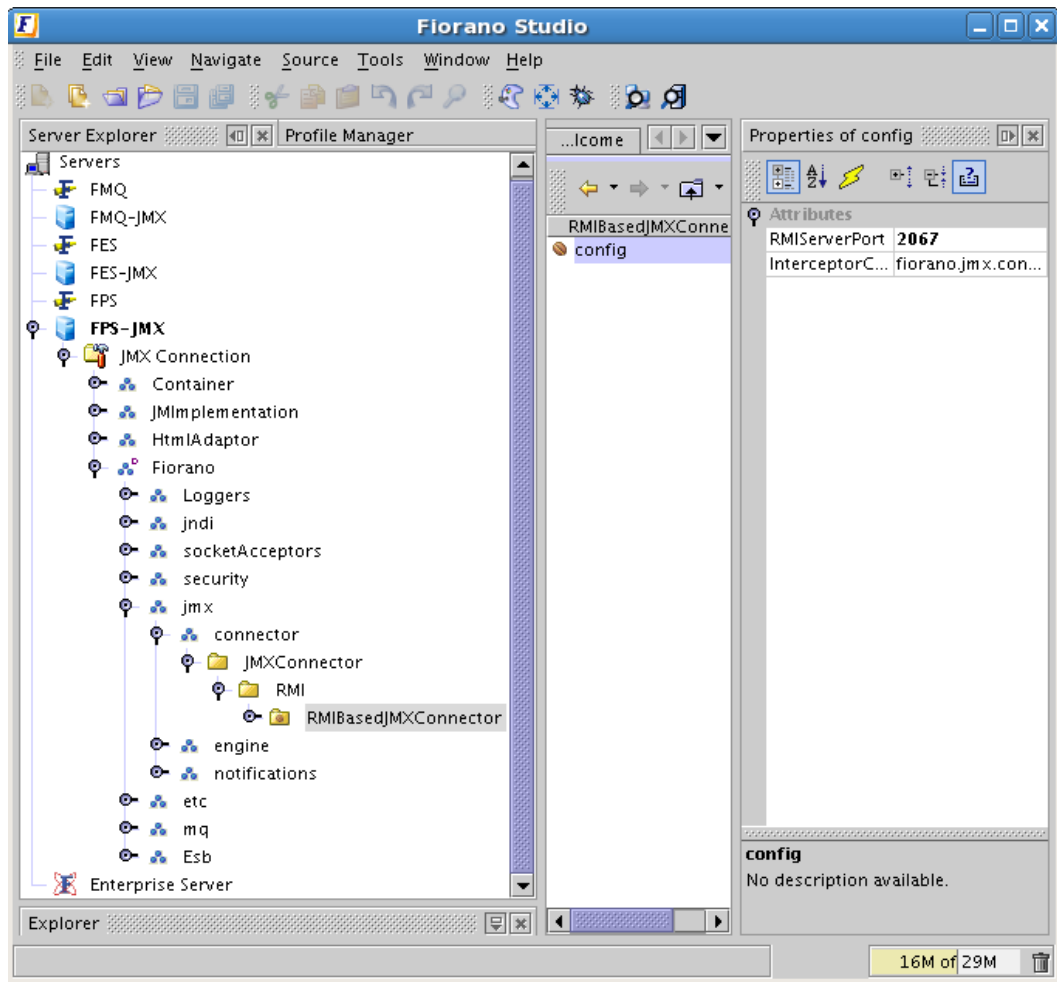 Fiorano Studio
File Edit View Navigate Source Tools Window Help
Server Explorer Profile Manager
Servers
FMQ
FMQ-JMX
FES
FES-JMX
FPS
FPS-JMX
JMX Connection
Container
JMImplementation
HtmlAdaptor
Fiorano
Loggers
jndi
socketAcceptors
security
jmx
connector
JMXConnector
RMI
RMIBasedJMXConnector
engine
notifications
etc
mq
Esb
Enterprise Server
Explorer
...lcome
RMIBasedJMXConne
config
Properties of config
Attributes
RMIServerPort 2067
InterceptorC... fiorano.jmx.con...
config
No description available.
16M of 29M